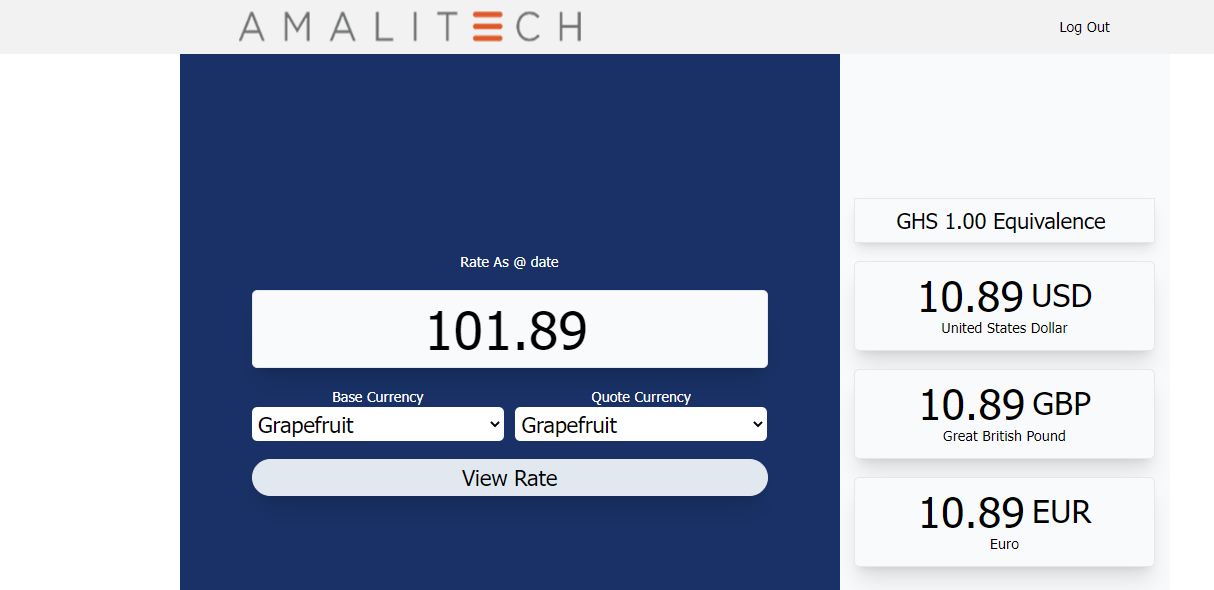 AMALITECH
Log Out
Rate As @ date
101.89
Base Currency
Quote Currency
Grapefruit
Grapefruit
View Rate
GHS 1.00 Equivalence
10.89 USD
United States Dollar
10.89 GBP
Great British Pound
10.89 EUR
Euro